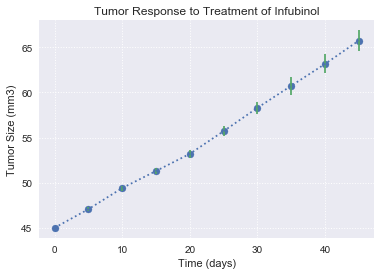 Tumor Response to Treatment of Infubinol
65
60
55
50
45
0 10 20 30 40
Tumor Size (mm3)
Time (days)